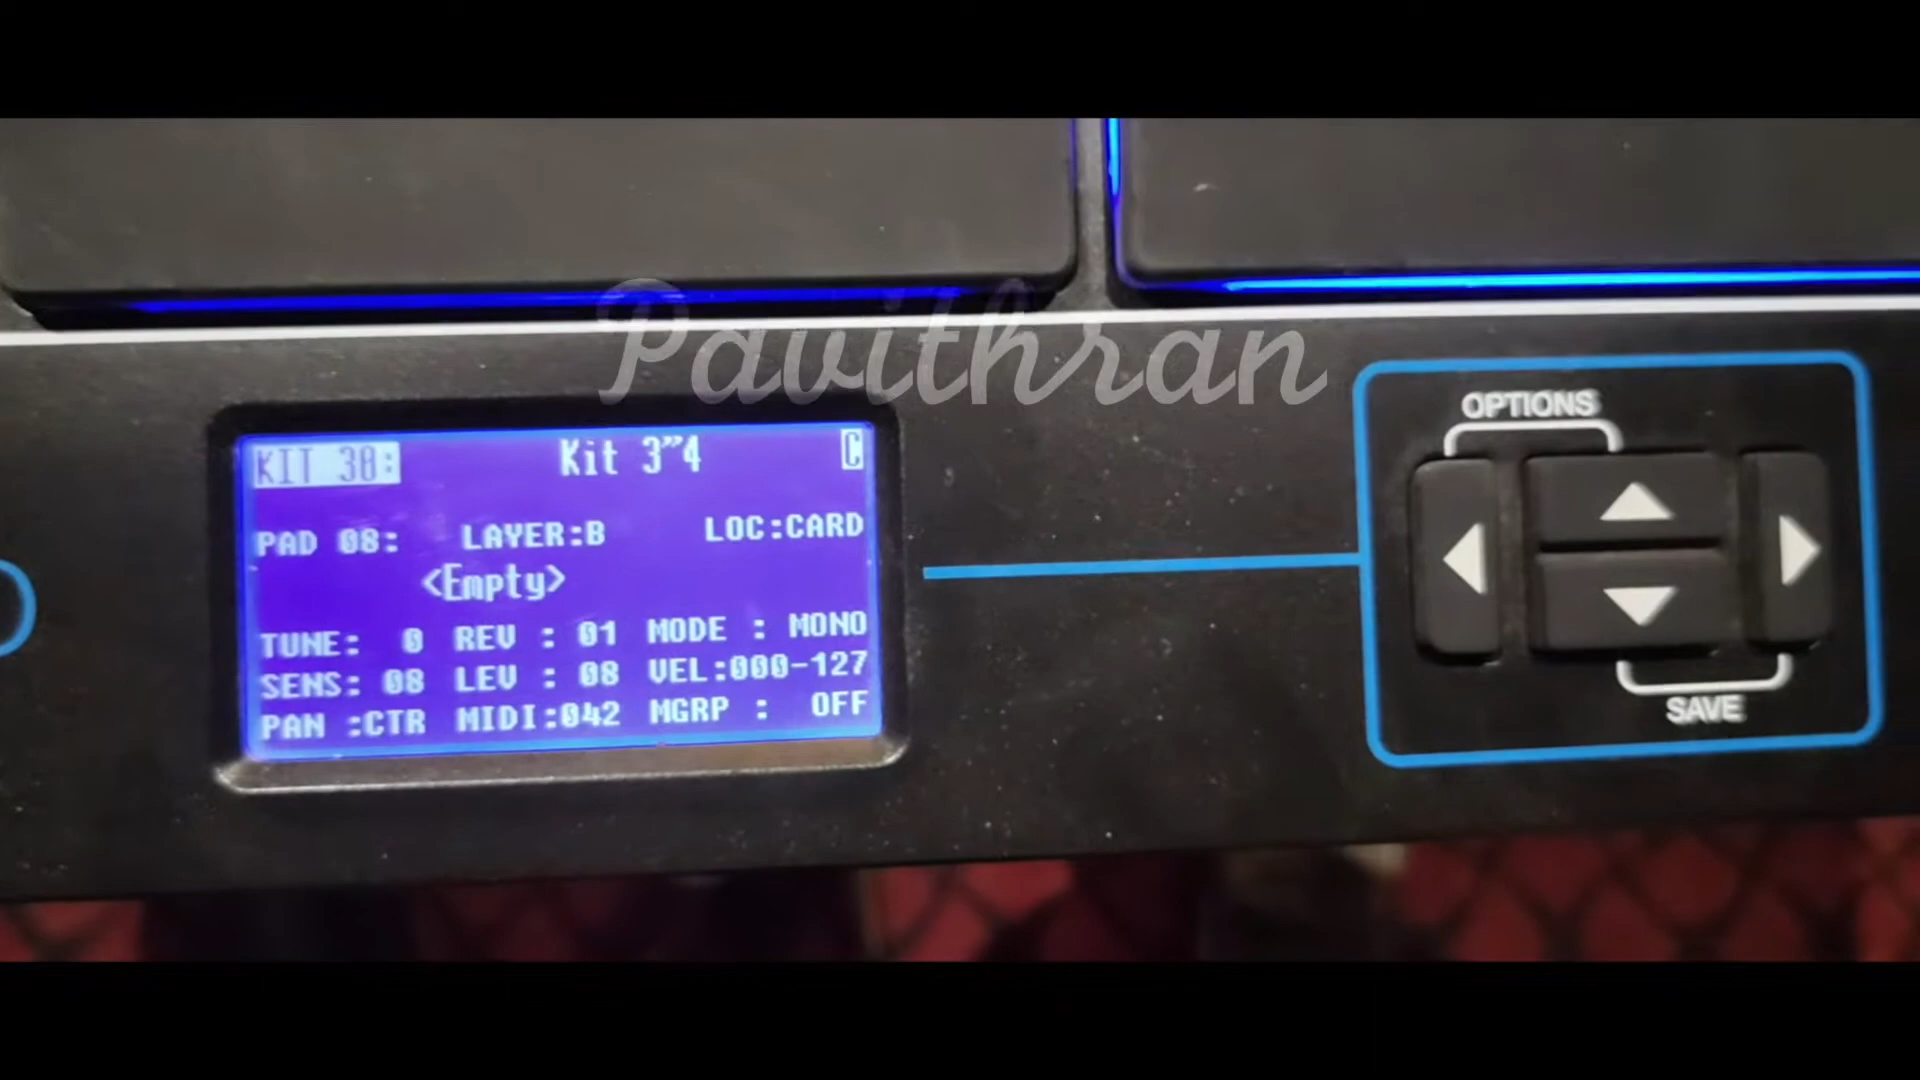 Pavithran
OPTIONS
KIT 30: Kit 3"4 C
PAD 08: LAYER:B LOC:CARD
<Empty>
TUNE: 0 REV : 01 MODE : MONO
SENS: 08 LEV : 08 VEL:000-127
PAN :CTR MIDI:042 MGRP : OFF
SAVE